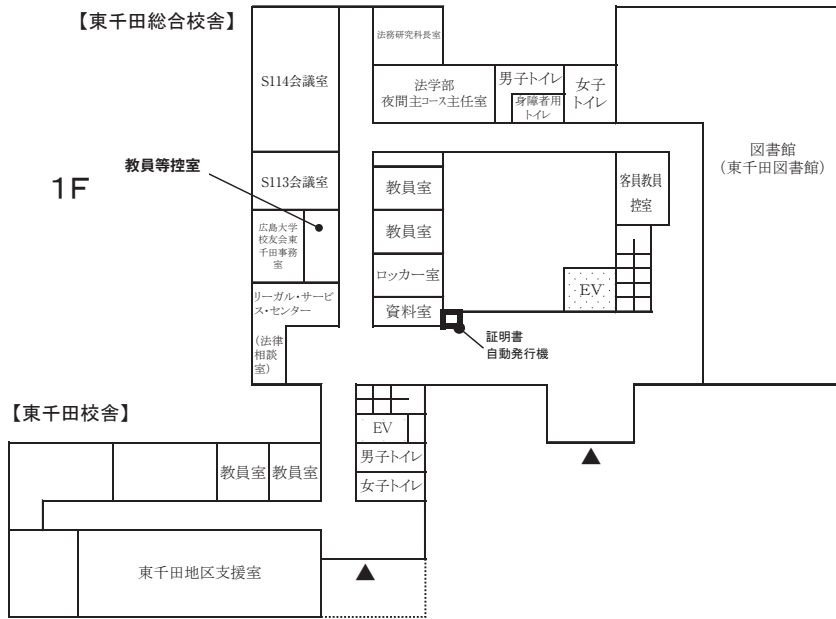 【東千田総合校舎】
法務研究科長室
S114会議室
法学部
夜間主コース主任室
男子トイレ
身障者用
トイレ
女子
トイレ
図書館
(東千田図書館)
教員等控室
1F
S113会議室
教員室
客員教員
控室
広島大学
校友会東
千田事務
室
教員室
ロッカー室
EV
リーガル・サービ
ス・センター
資料室
証明書
自動発行機
(法律
相談
室)
【東千田校舎】
EV
教員室
教員室
男子トイレ
女子トイレ
東千田地区支援室